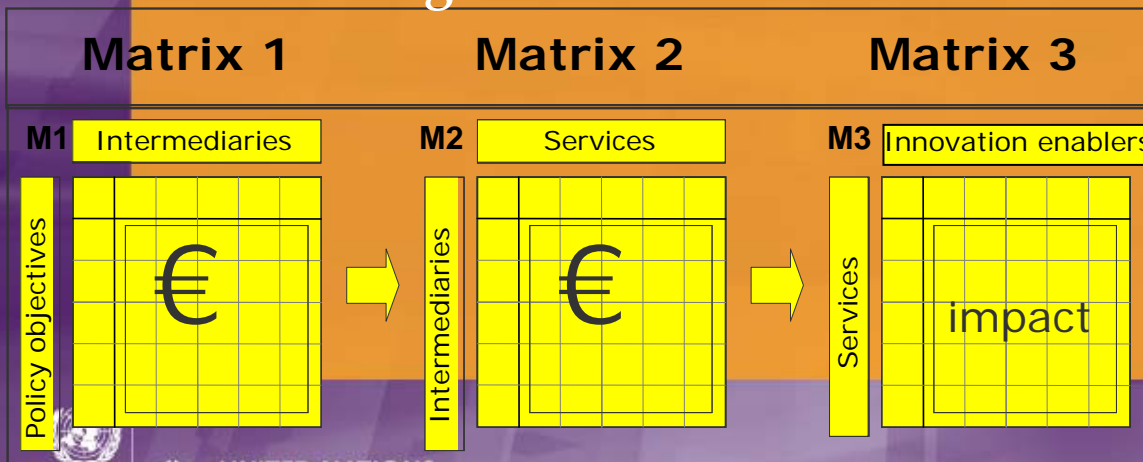 Matrix 1 Matrix 2 Matrix 3
M1 Intermediaries M2 Services M3 Innovation enablers
Policy objectives € Intermediaries € Services impact